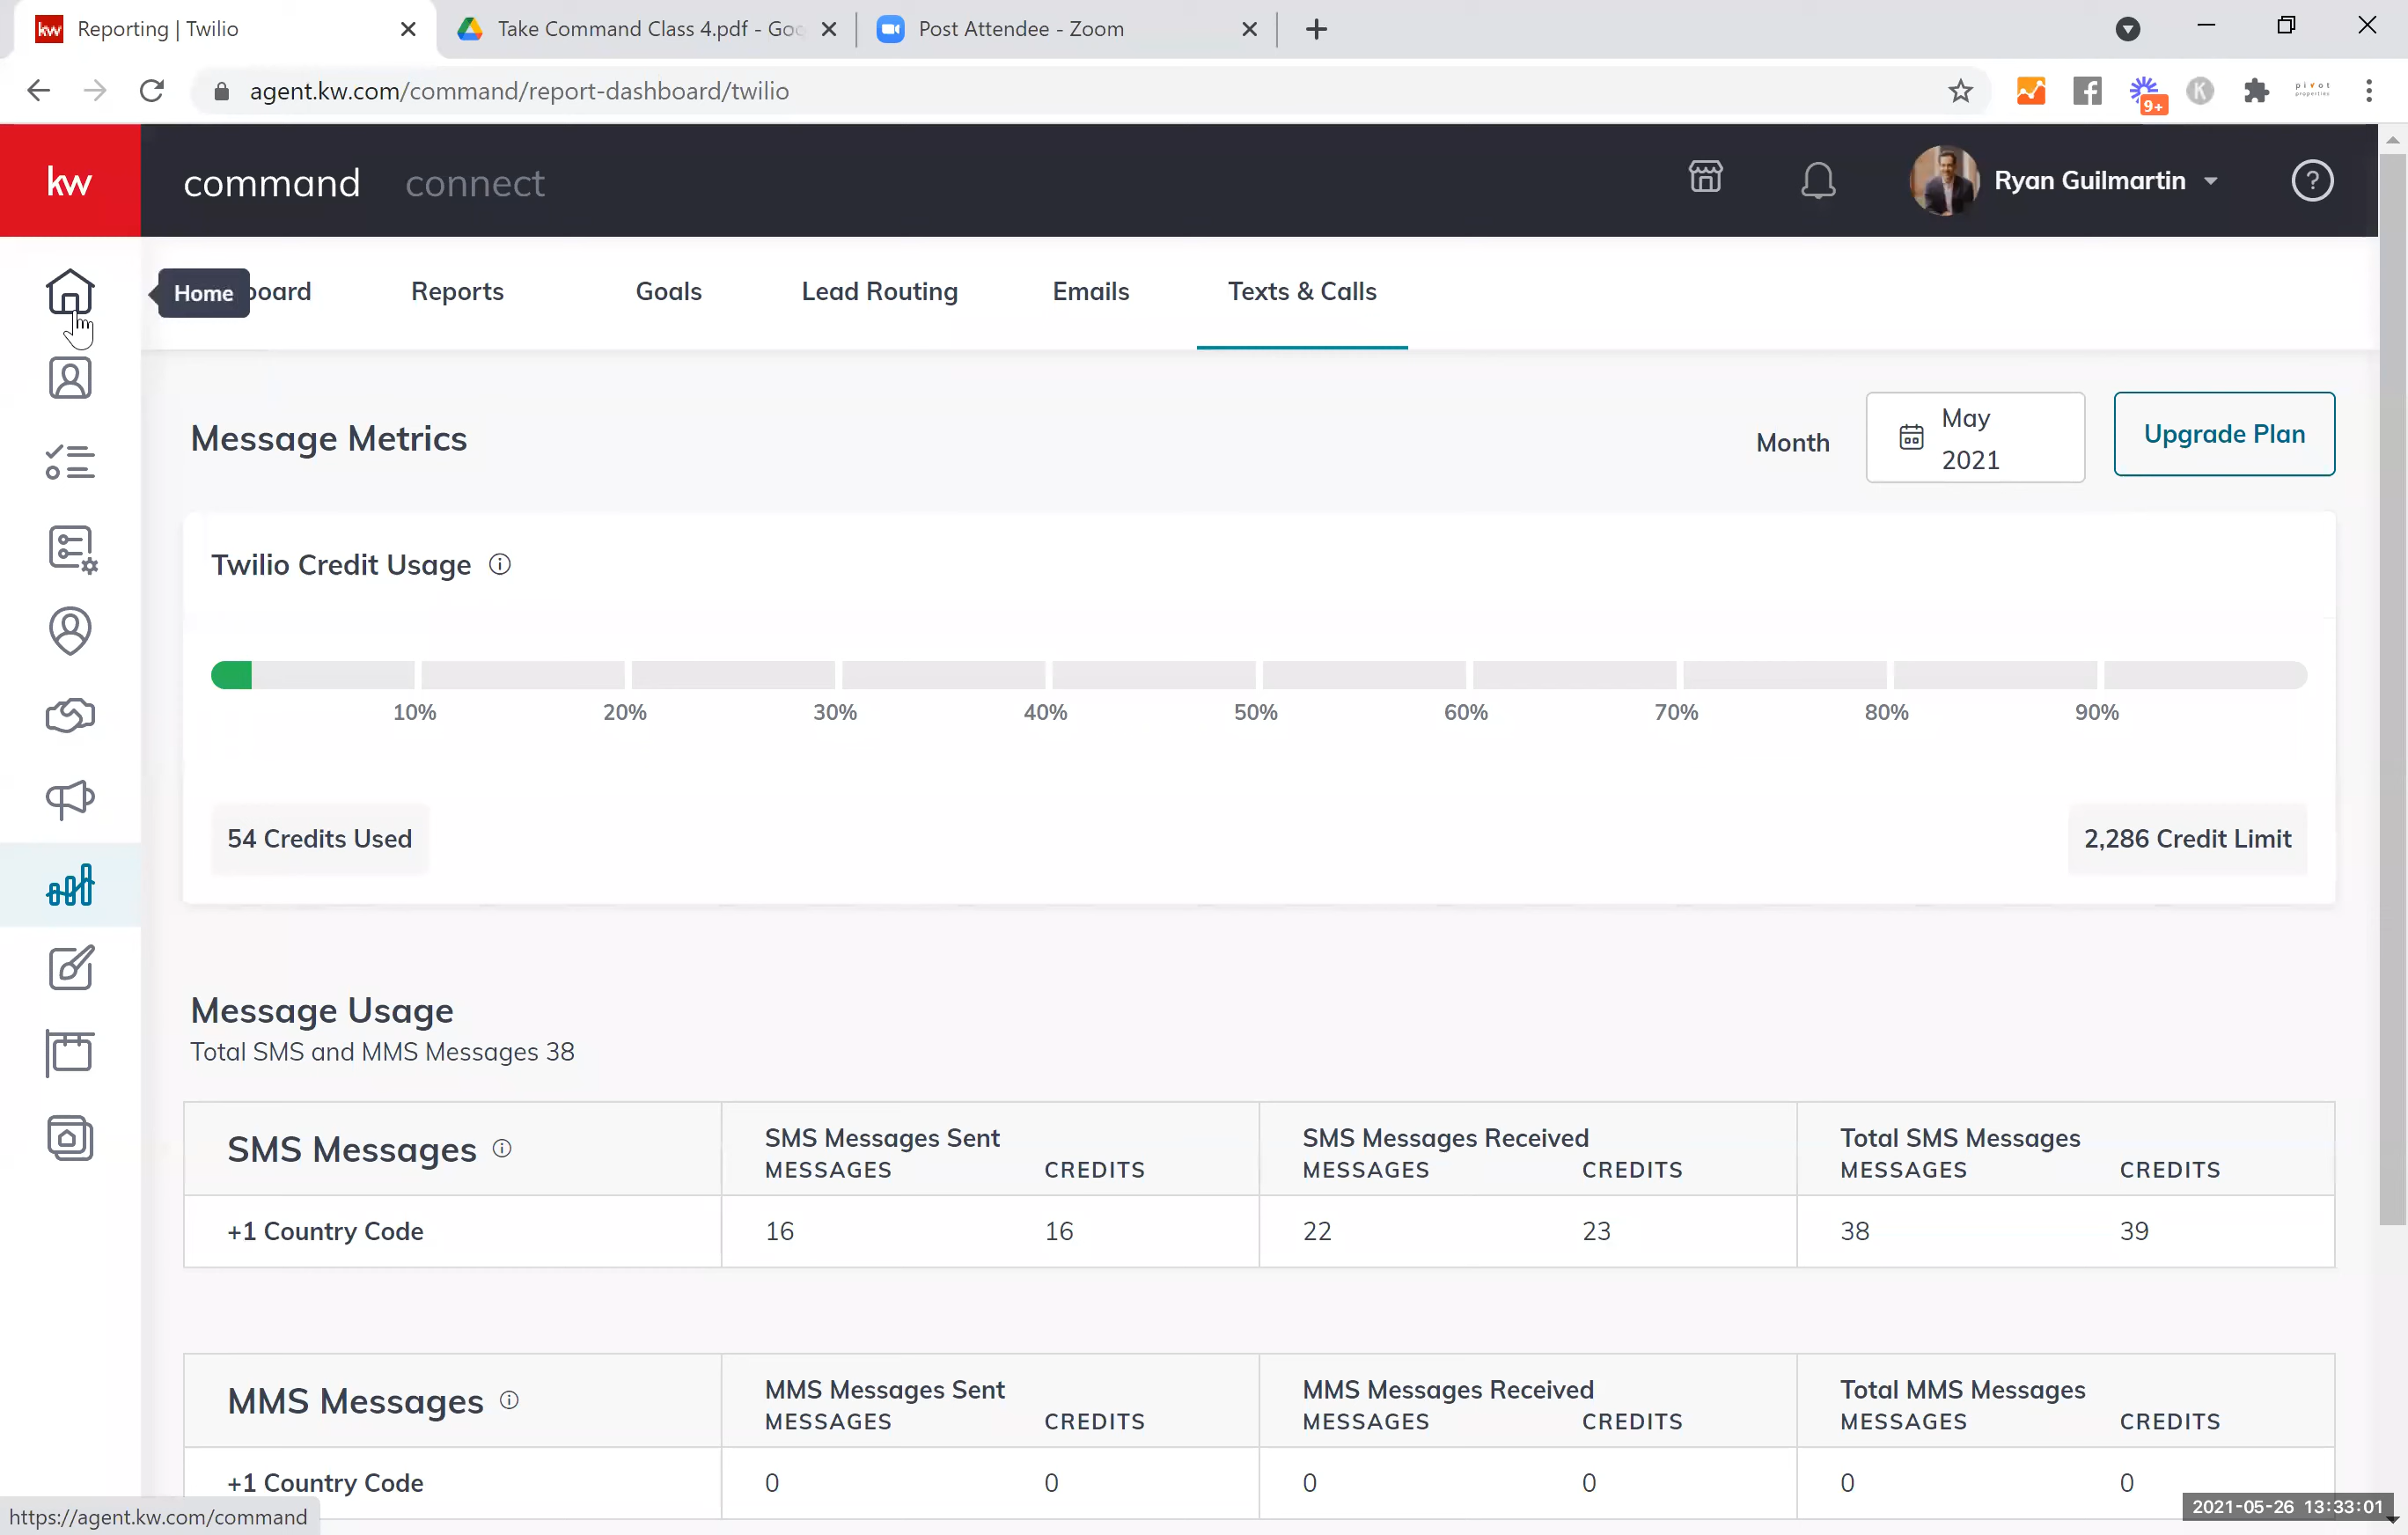 Reporting | Twilio
Take Command Class 4.pdf - Goo
Post Attendee - Zoom
agent.kw.com/command/report-dashboard/twilio
9+
K
pivot
properties
kw
command connect
Ryan Guilmartin
?
Home
board
Reports
Goals
Lead Routing
Emails
Texts & Calls
Message Metrics
Month
May
2021
Upgrade Plan
Twilio Credit Usage
10% 20% 30% 40% 50% 60% 70% 80% 90%
54 Credits Used
2,286 Credit Limit
Message Usage
Total SMS and MMS Messages 38
SMS Messages
SMS Messages Sent
MESSAGES CREDITS
SMS Messages Received
MESSAGES CREDITS
Total SMS Messages
MESSAGES CREDITS
+1 Country Code 16 16 22 23 38 39
MMS Messages
MMS Messages Sent
MESSAGES CREDITS
MMS Messages Received
MESSAGES CREDITS
Total MMS Messages
MESSAGES CREDITS
+1 Country Code 0 0 0 0 0 0
https://agent.kw.com/command
2021-05-26 13:33:01